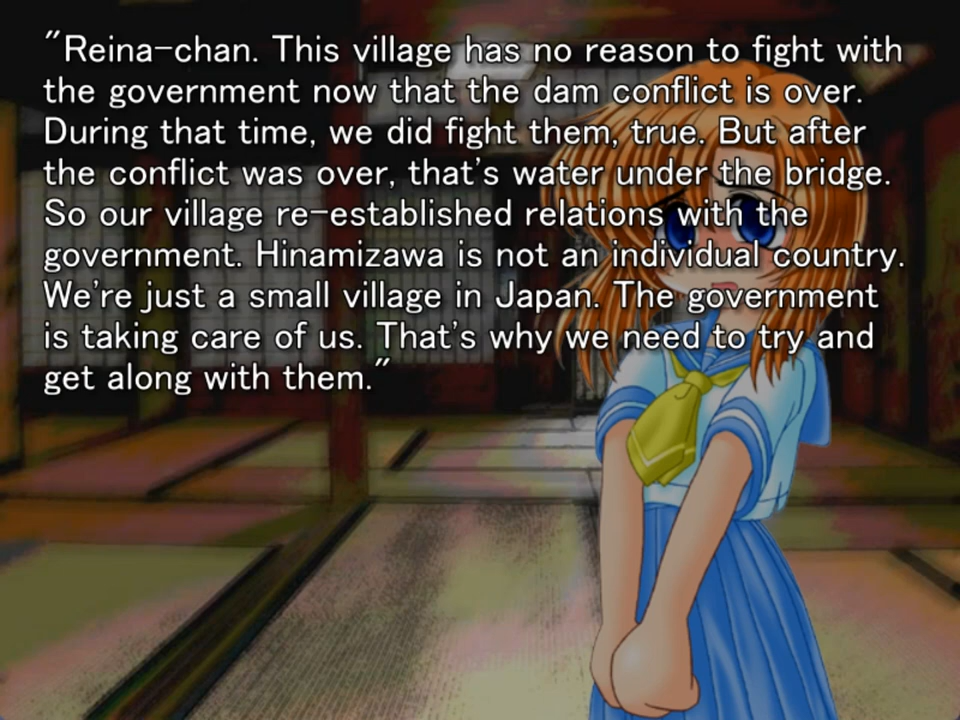 "Reina-chan. This village has no reason to fight with
the government now that the dam conflict is over.
During that time, we did fight them, true. But after
the conflict was over, that's water under the bridge.
So our village re-established relations with the
government. Hinamizawa is not an individual country.
We're just a small village in Japan. The government
is taking care of us. That's why we need to try and
get along with them."